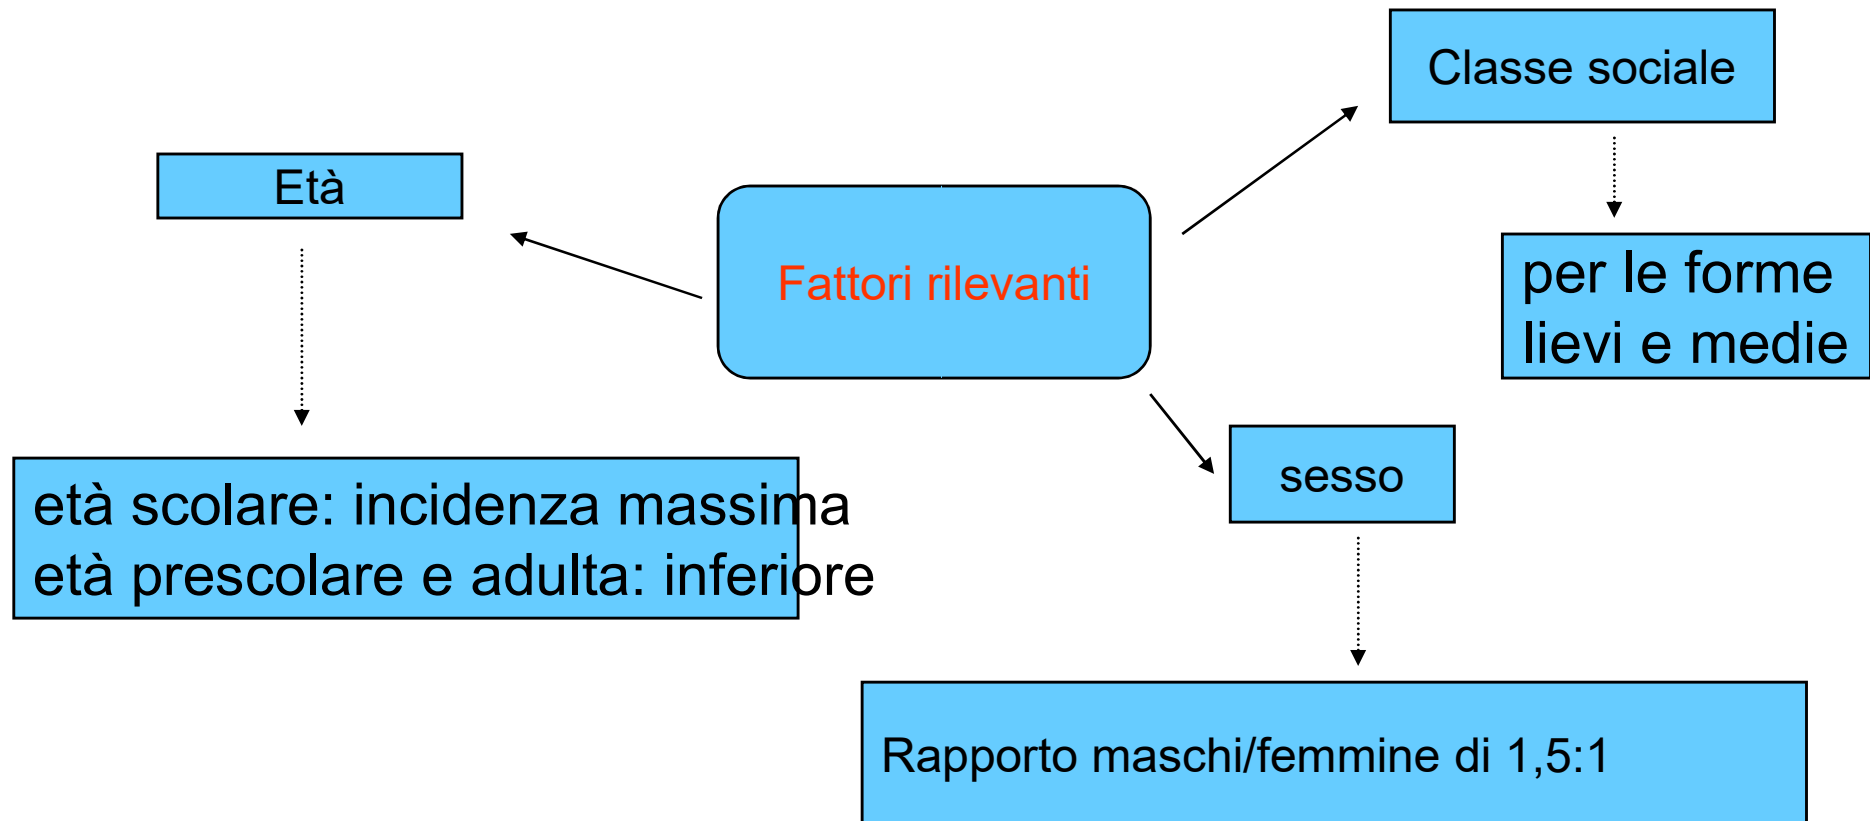 Classe sociale
Età
Fattori rilevanti
per le forme
lievi e medie
sesso
età scolare: incidenza massima
età prescolare e adulta: inferiore
Rapporto maschi/femmine di 1,5:1